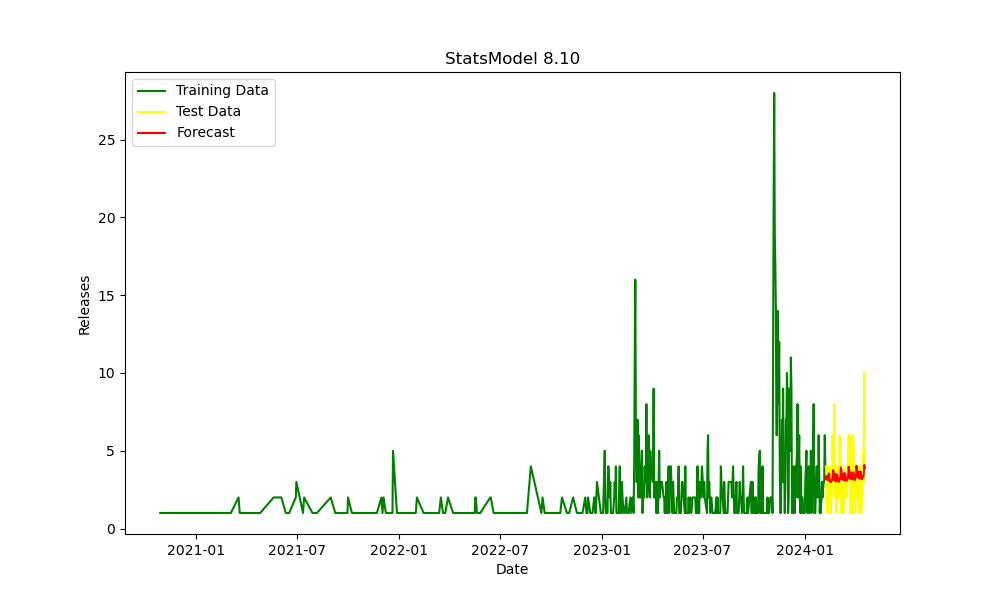 StatsModel 8.10
Training Data
Test Data
Forecast
Releases
25
20
15
10
5
0
2021-01
2021-07
2022-01
2022-07
2023-01
2023-07
2024-01
Date